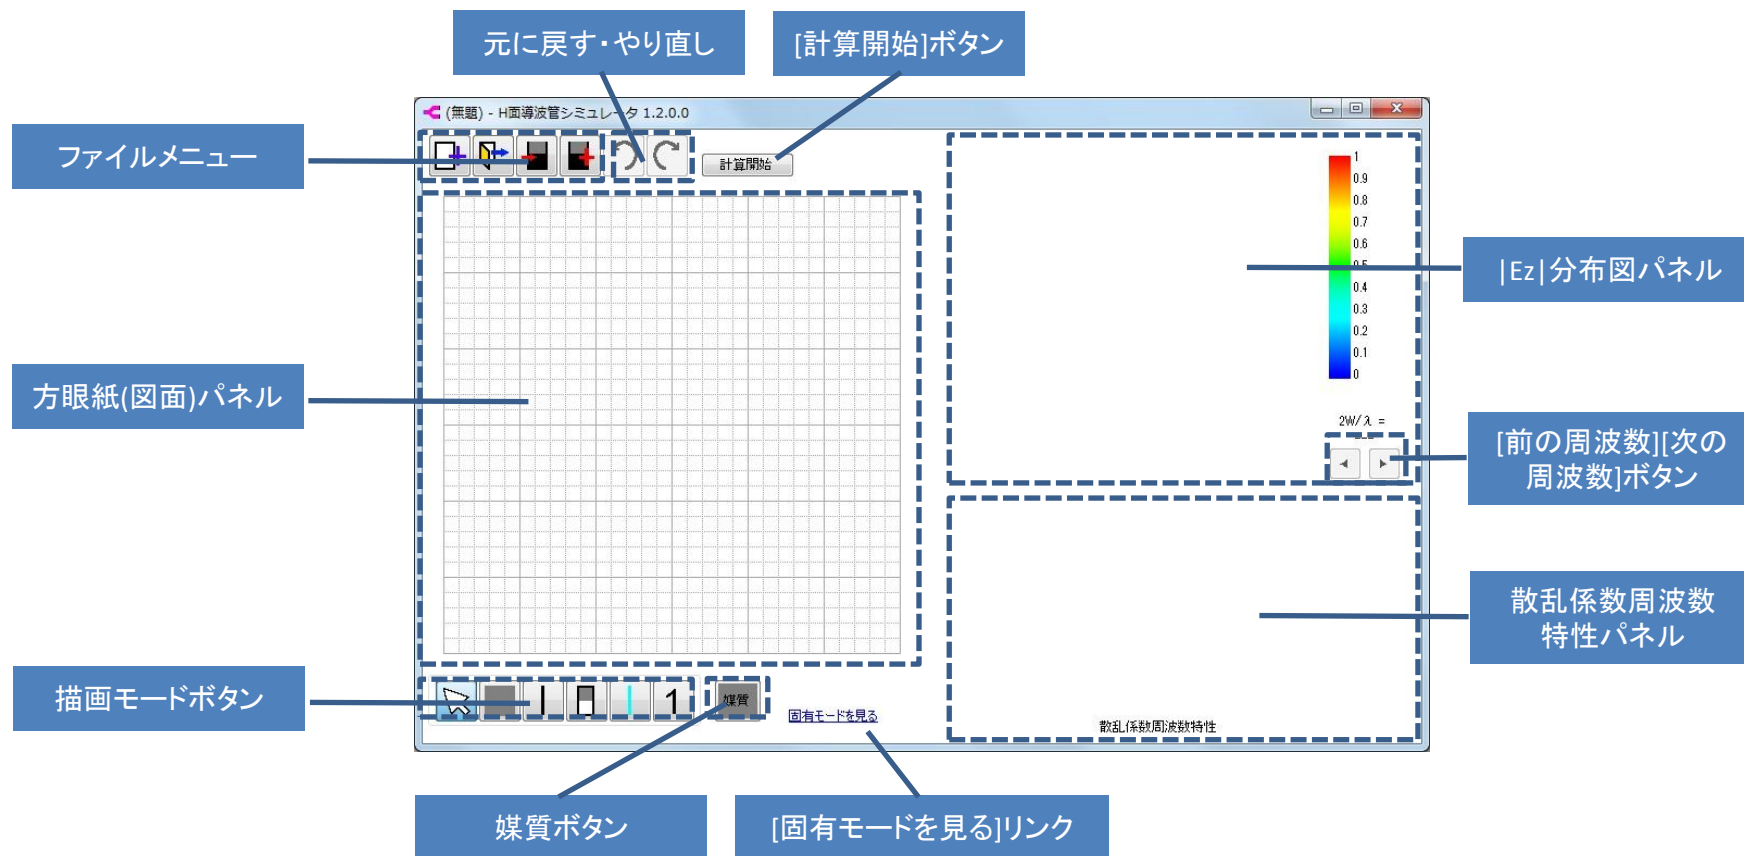 元に戻す・やり直し
[計算開始]ボタン
(無題) - H面導波管シミュレータ 1.2.0.0
ファイルメニュー
計算開始
1
0.9
0.8
0.7
0.6
0.5
0.4
0.3
0.2
0.1
0
|Ez|分布図パネル
方眼紙(図面)パネル
2W/λ =
---
[前の周波数][次の
周波数]ボタン
散乱係数周波数
特性パネル
描画モードボタン
1
媒質
固有モードを見る
散乱係数周波数特性
媒質ボタン
[固有モードを見る]リンク